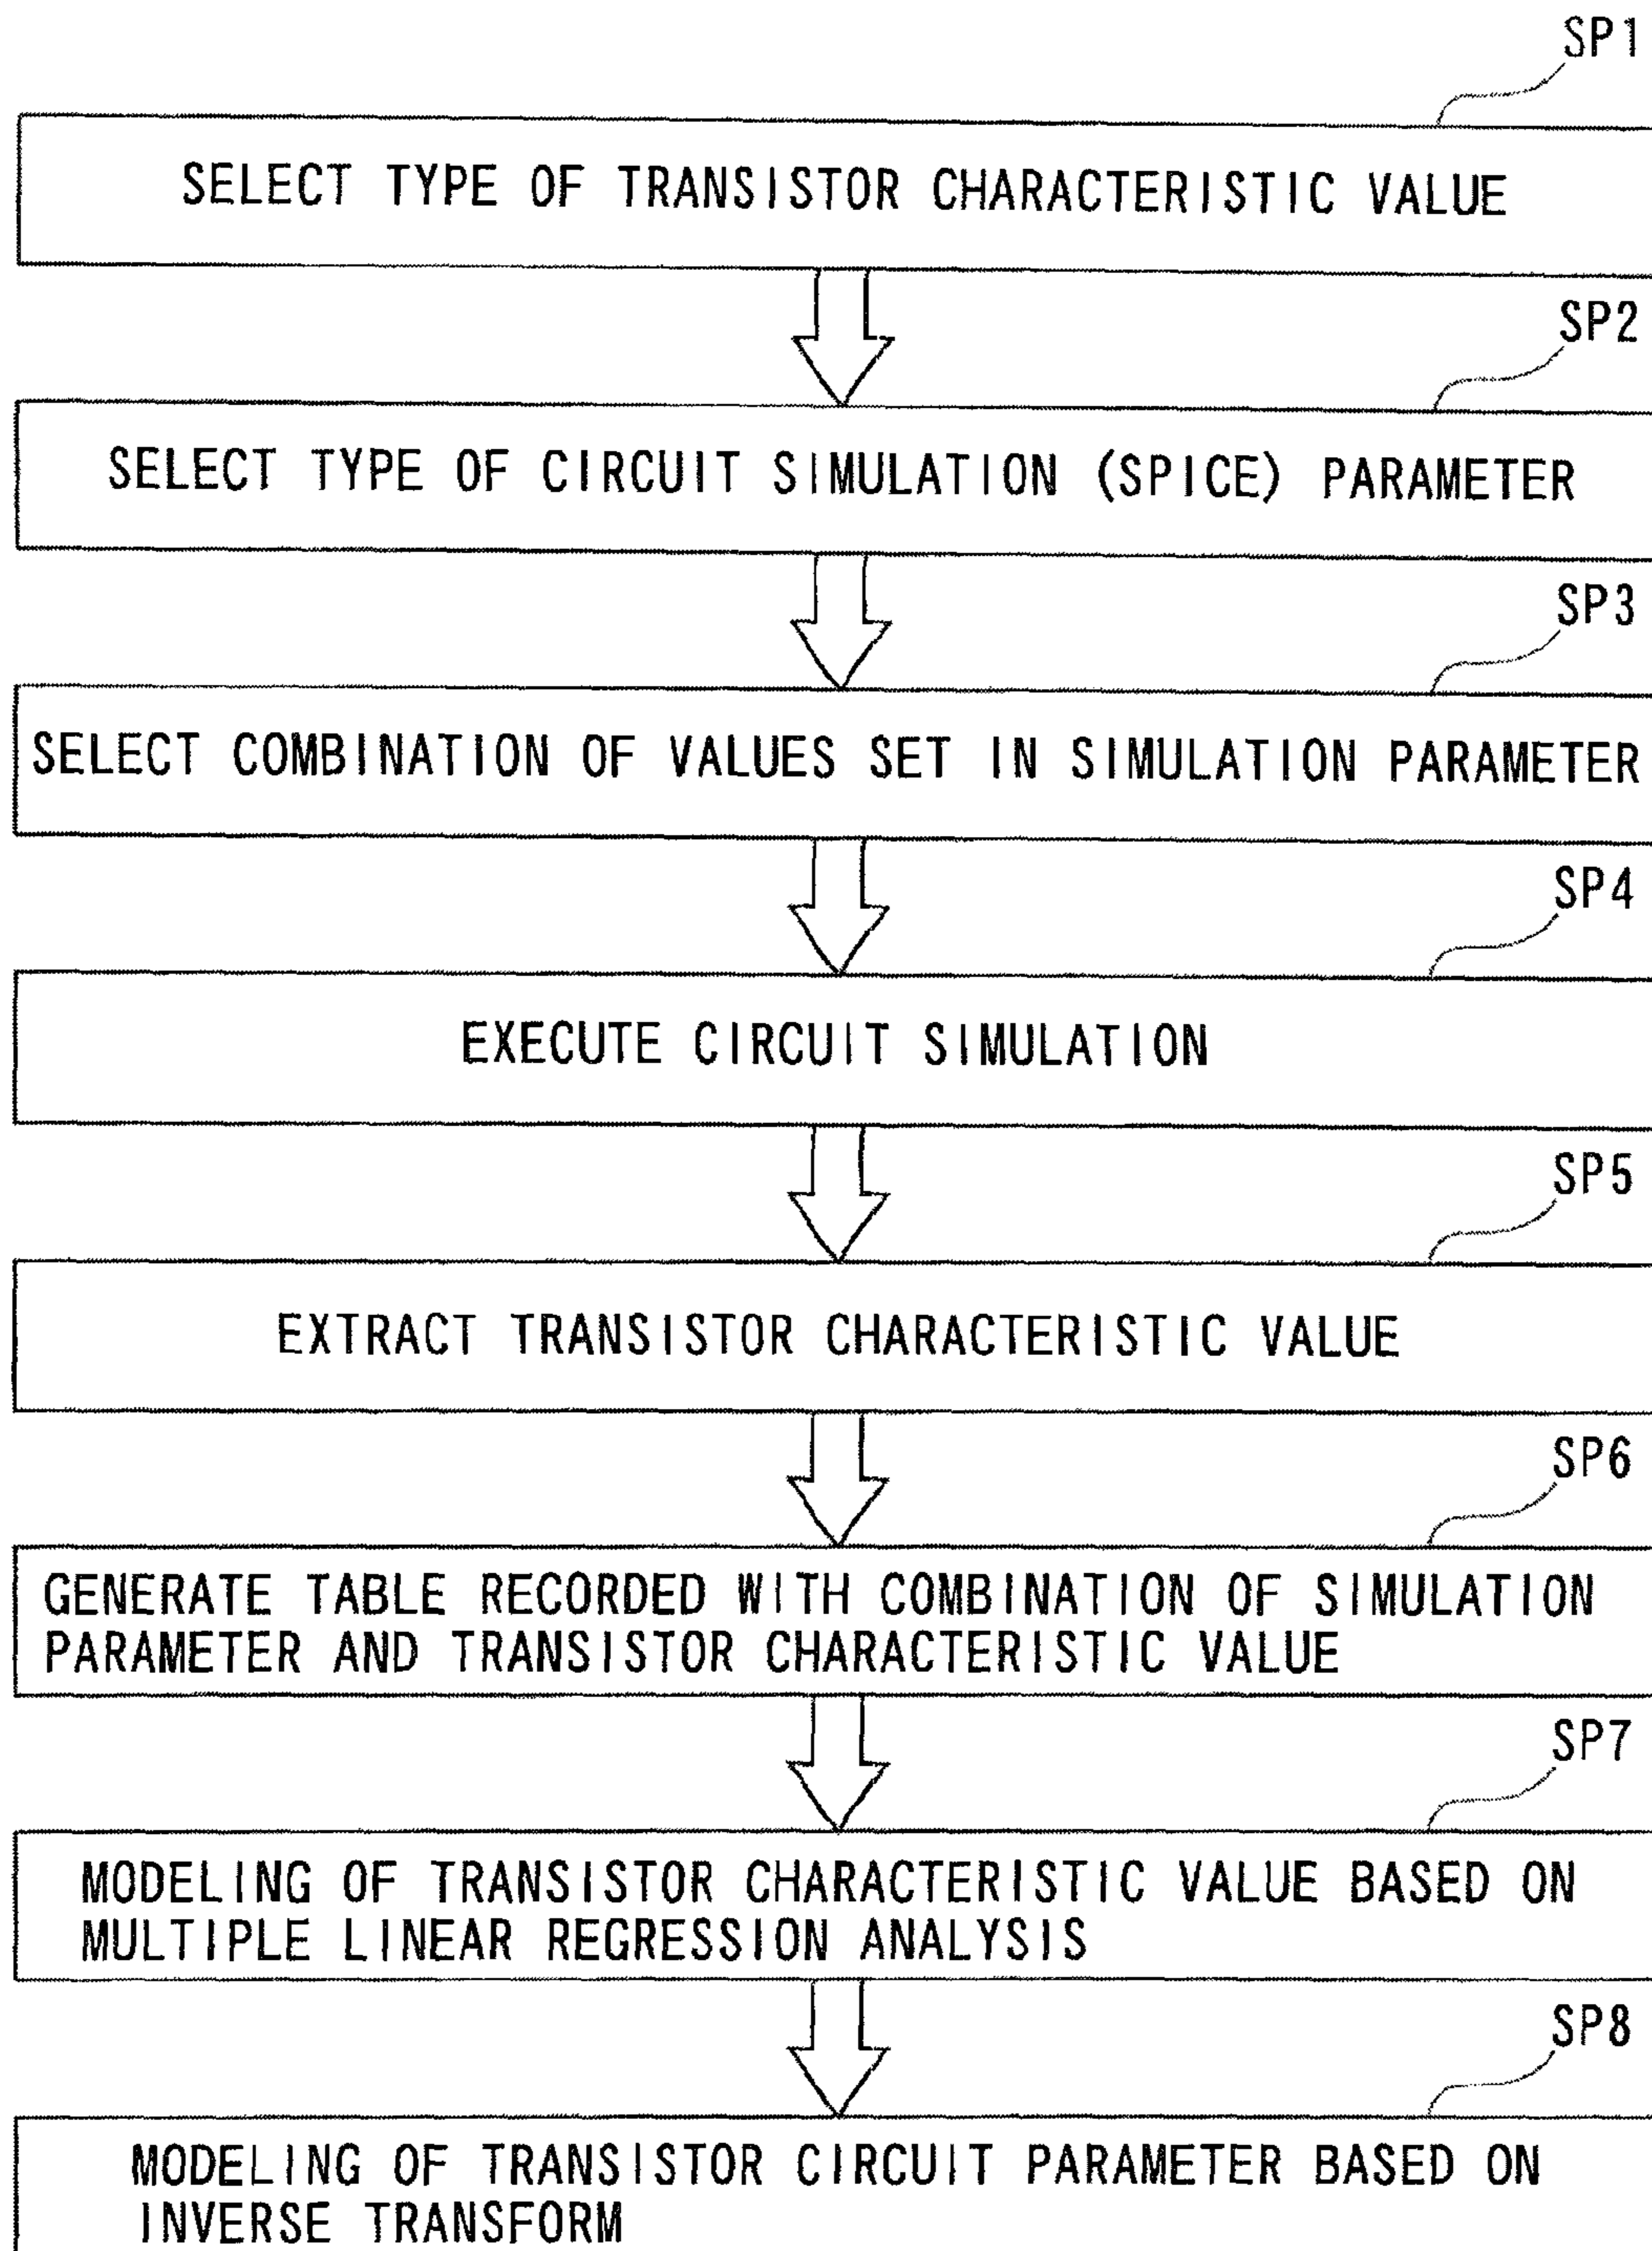 SP1
SELECT TYPE OF TRANSISTOR CHARACTERISTIC VALUE
SP2
SELECT TYPE OF CIRCUIT SIMULATION (SPICE) PARAMETER
SP3
SELECT COMBINATION OF VALUES SET IN SIMULATION PARAMETER
SP4
EXECUTE CIRCUIT SIMULATION
SP5
EXTRACT TRANSISTOR CHARACTERISTIC VALUE
SP6
GENERATE TABLE RECORDED WITH COMBINATION OF SIMULATION
PARAMETER AND TRANSISTOR CHARACTERISTIC VALUE
SP7
MODELING OF TRANSISTOR CHARACTERISTIC VALUE BASED ON
MULTIPLE LINEAR REGRESSION ANALYSIS
SP8
MODELING OF TRANSISTOR CIRCUIT PARAMETER BASED ON
INVERSE TRANSFORM